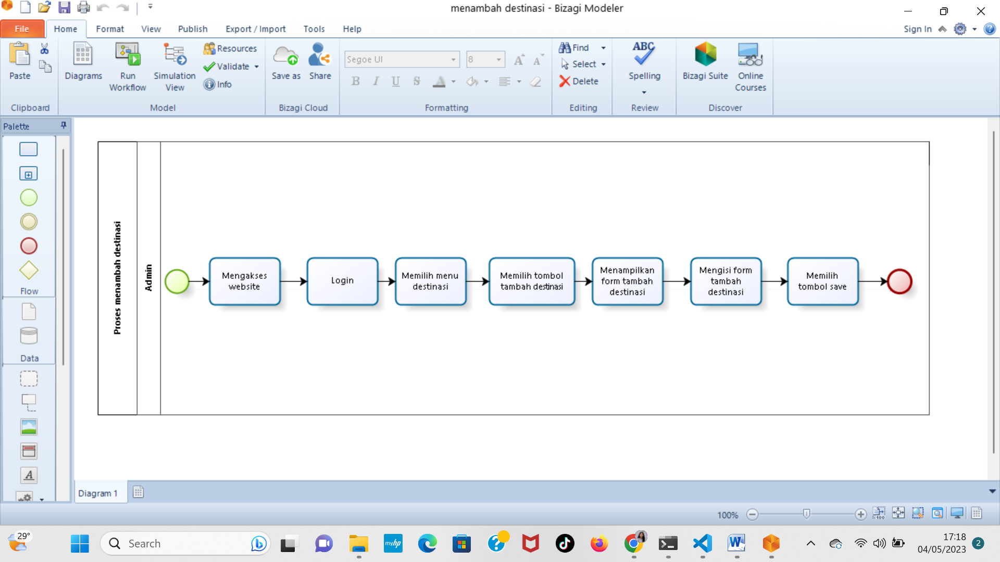 menambah destinasi - Bizagi Modeler
File
Home
Format
View
Publish
Export / Import
Tools
Help
Sign In
Paste
Clipboard
Diagrams
Run
Workflow
Simulation
View
Resources
Validate
Info
Model
Save as
Share
Bizagi Cloud
Segoe UI
8
B I U S A
Formatting
Find
Select
Delete
Editing
ABC
Spelling
Review
Bizagi Suite
Online
Courses
Discover
Palette
Flow
Data
A
Proses menambah destinasi
Admin
Mengakses
website
Login
Memilih menu
destinasi
Memilih tombol
tambah destinasi
Menampilkan
form tambah
destinasi
Mengisi form
tambah
destinasi
Memilih
tombol save
Diagram 1
100%
29°
Search
myhp
17:18
04/05/2023
2